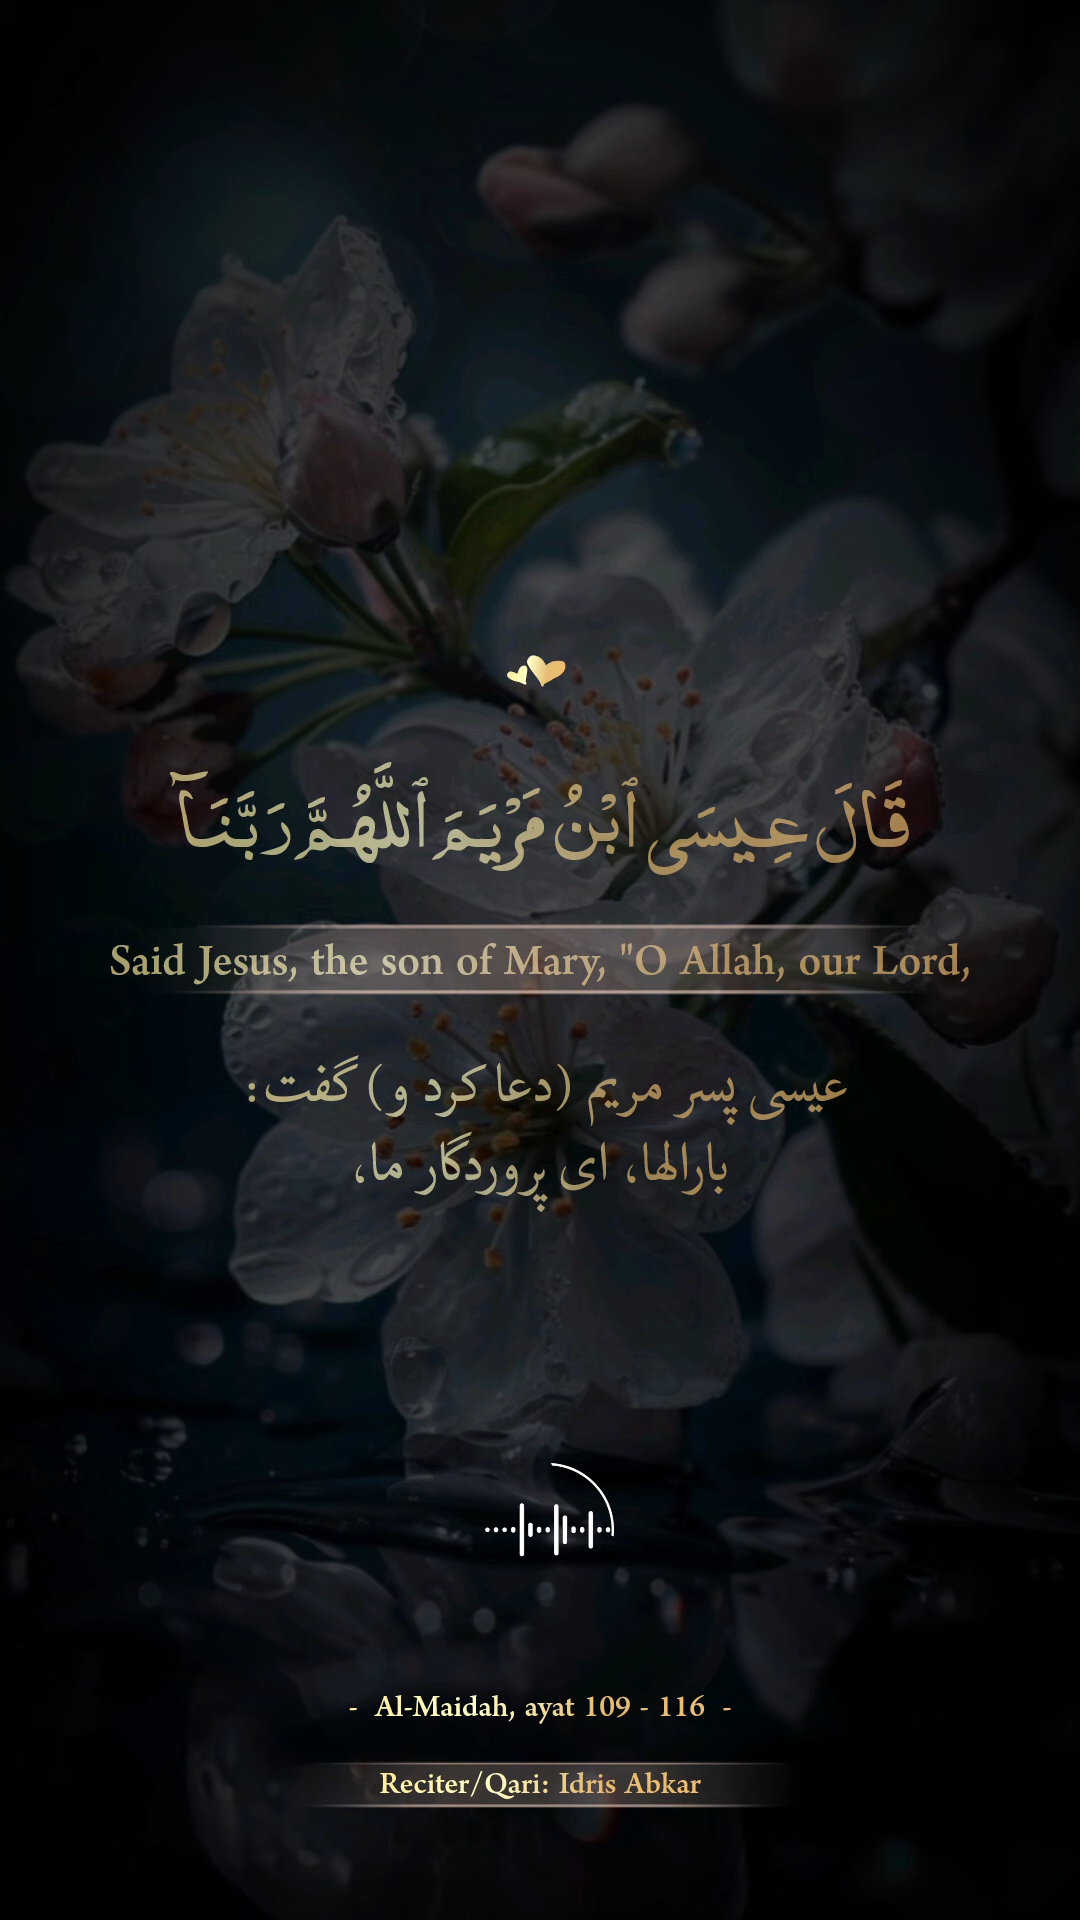 قَالَ عِيسَى ٱبْنُ مَرْيَمَ ٱللَّهُمَّ رَبَّنَآ
Said Jesus, the son of Mary, "O Allah, our Lord,
عیسی پسر مریم (دعا کرد و) گفت:
بارالها، ای پروردگار ما،
- Al-Maidah, ayat 109 - 116 -
Reciter/Qari: Idris Abkar